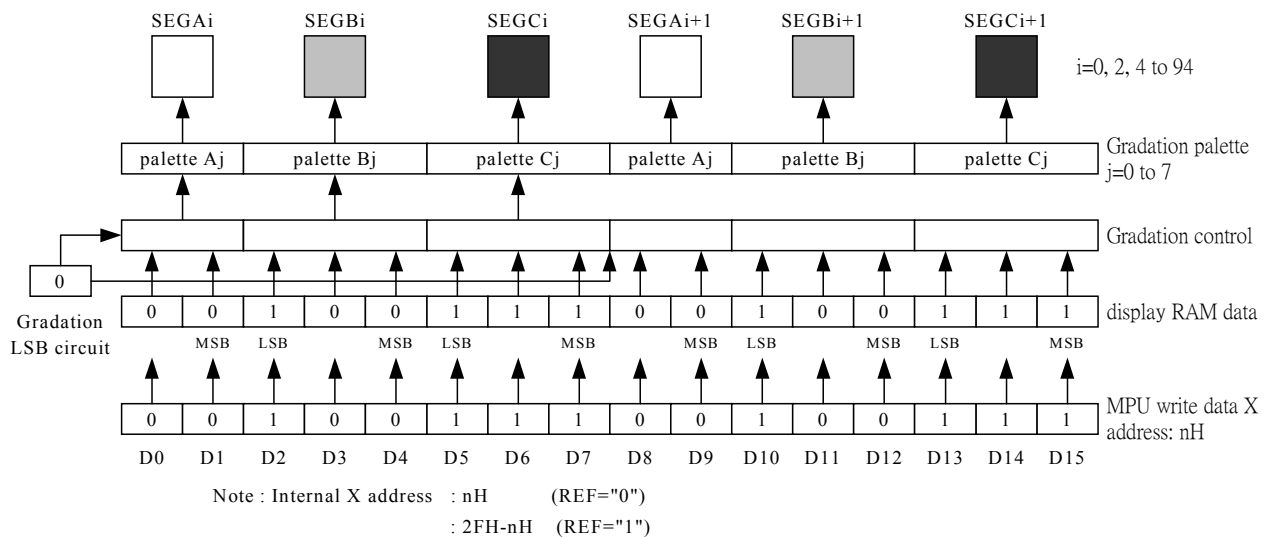 SEGAi SEGBi SEGCi SEGAi+1 SEGBi+1 SEGCi+1
i=0, 2, 4 to 94
palette Aj palette Bj palette Cj palette Aj palette Bj palette Cj
Gradation palette
j=0 to 7
Gradation control
0
Gradation
LSB circuit
0 0 1 0 0 1 1 1 0 0 1 0 0 1 1 1
display RAM data
MSB LSB MSB LSB MSB MSB LSB MSB LSB MSB
0 0 1 0 0 1 1 1 0 0 1 0 0 1 1 1
MPU write data X
address: nH
D0 D1 D2 D3 D4 D5 D6 D7 D8 D9 D10 D11 D12 D13 D14 D15
Note : Internal X address : nH (REF="0")
: 2FH-nH (REF="1")